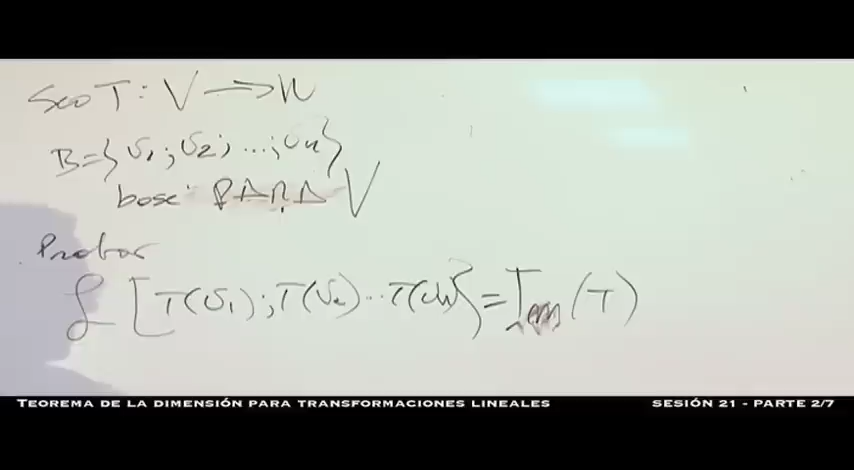 Sea T: V → W
B={v₁; v₂; ...; vₙ}
base PARA V
Probar
ℒ{T(v₁); T(v₂)...T(vₙ)} = Im(T)
TEOREMA DE LA DIMENSIÓN PARA TRANSFORMACIONES LINEALES
SESIÓN 21 - PARTE 2/7